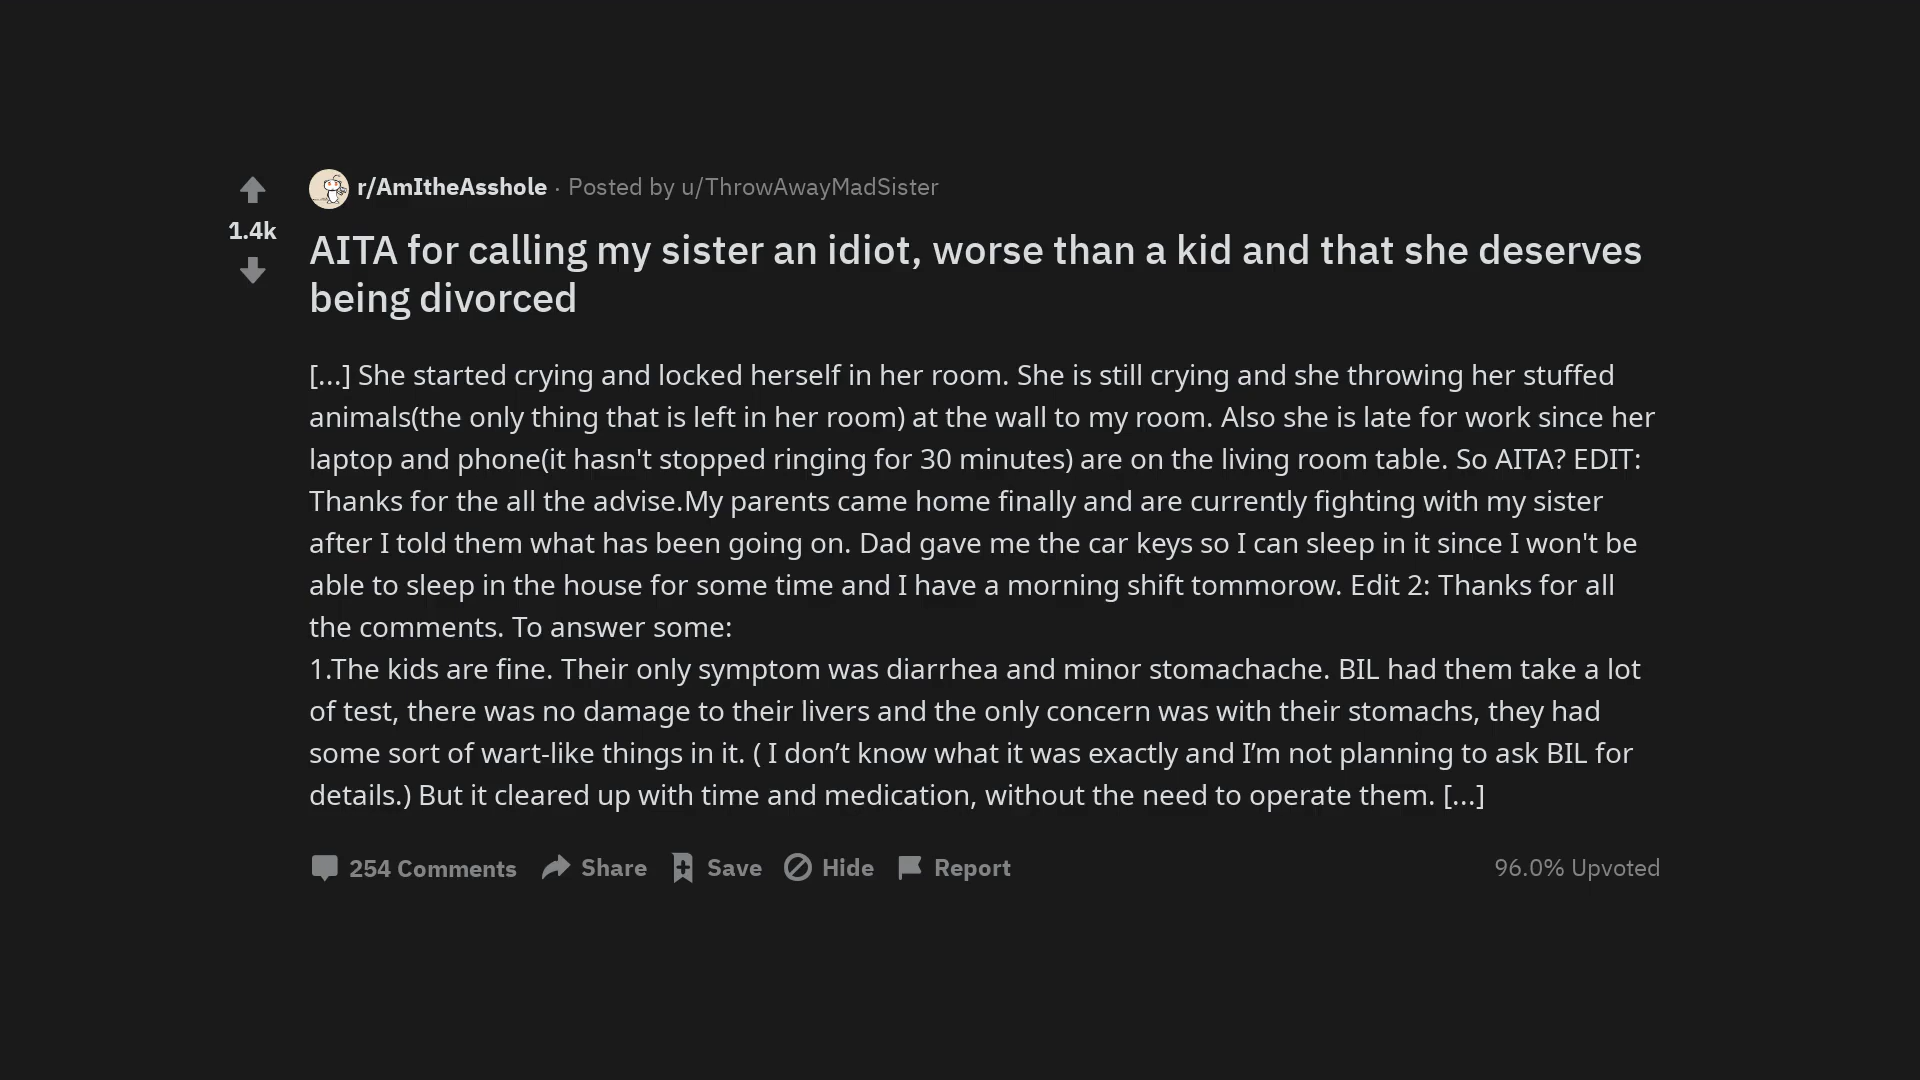 r/AmItheAsshole · Posted by u/ThrowAwayMadSister
1.4k
AITA for calling my sister an idiot, worse than a kid and that she deserves
being divorced
[...] She started crying and locked herself in her room. She is still crying and she throwing her stuffed
animals(the only thing that is left in her room) at the wall to my room. Also she is late for work since her
laptop and phone(it hasn't stopped ringing for 30 minutes) are on the living room table. So AITA? EDIT:
Thanks for the all the advise.My parents came home finally and are currently fighting with my sister
after I told them what has been going on. Dad gave me the car keys so I can sleep in it since I won't be
able to sleep in the house for some time and I have a morning shift tommorow. Edit 2: Thanks for all
the comments. To answer some:
1.The kids are fine. Their only symptom was diarrhea and minor stomachache. BIL had them take a lot
of test, there was no damage to their livers and the only concern was with their stomachs, they had
some sort of wart-like things in it. ( I don’t know what it was exactly and I’m not planning to ask BIL for
details.) But it cleared up with time and medication, without the need to operate them. [...]
254 Comments Share Save Hide Report 96.0% Upvoted